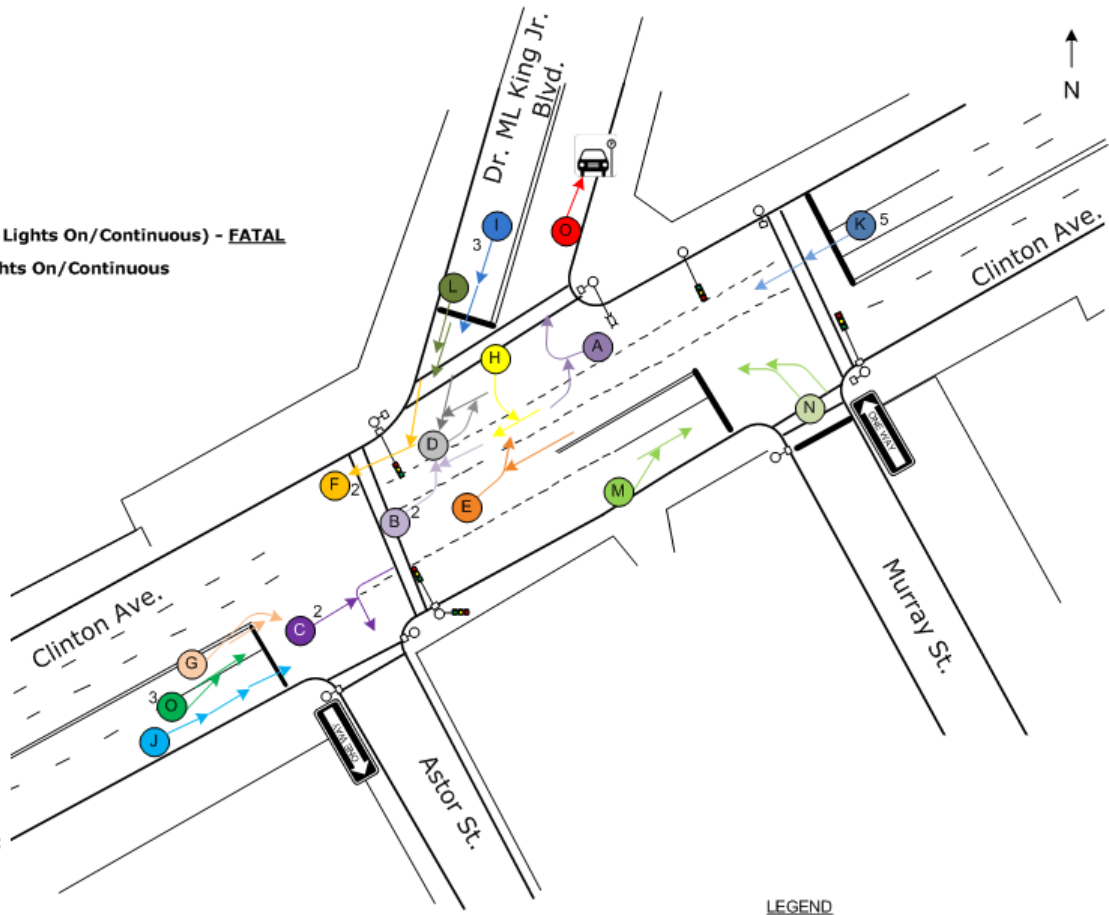 Dr. ML King Jr.
Blvd.
N
Lights On/Continuous) - FATAL
hts On/Continuous
O
I
3
K
5
Clinton Ave.
L
A
H
N
ONE WAY
D
F
2
E
M
B
2
Murray St.
C
2
Clinton Ave.
G
3
O
J
ONE WAY
Astor St.
LEGEND